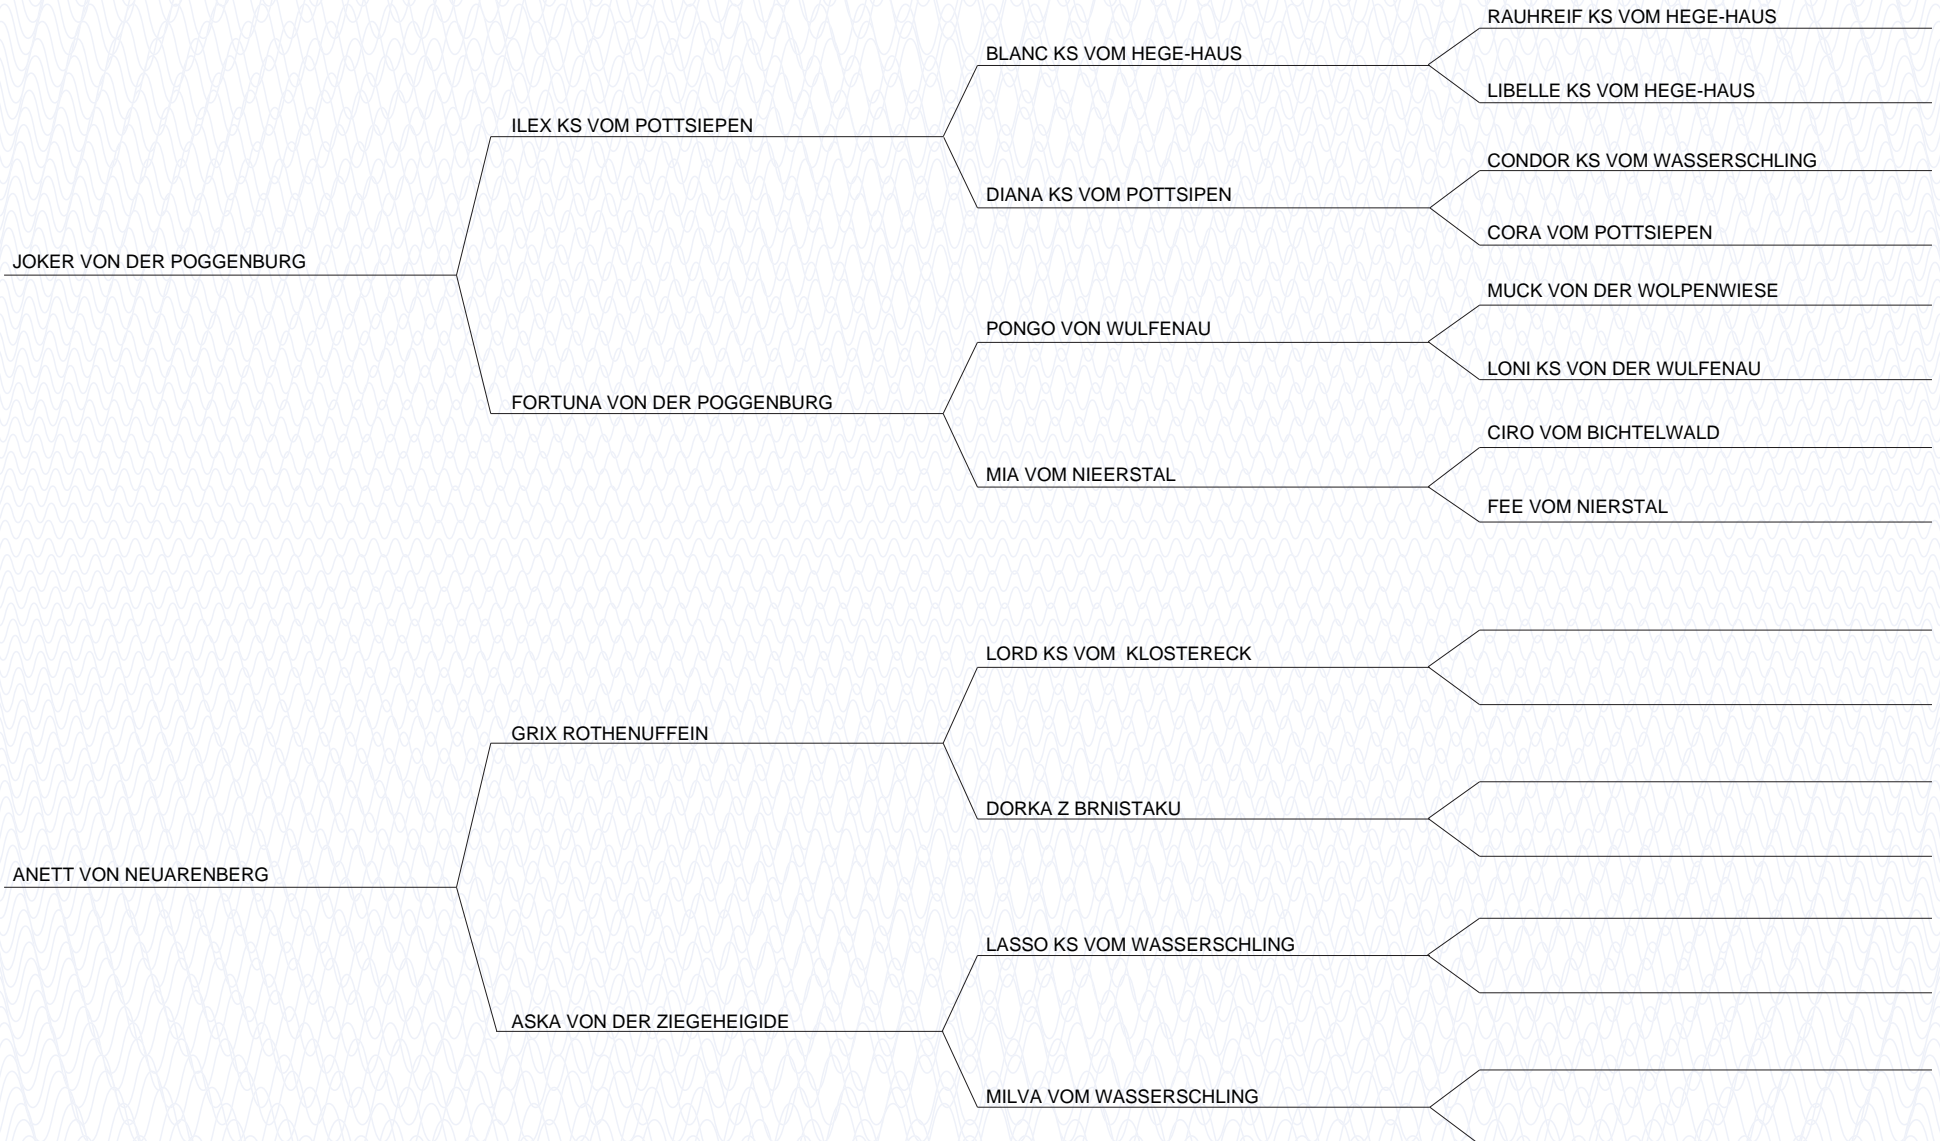 RAUHREIF KS VOM HEGE-HAUS
BLANC KS VOM HEGE-HAUS
LIBELLE KS VOM HEGE-HAUS
ILEX KS VOM POTTSIEPEN
CONDOR KS VOM WASSERSCHLING
DIANA KS VOM POTTSIPEN
CORA VOM POTTSIEPEN
JOKER VON DER POGGENBURG
MUCK VON DER WOLPENWIESE
PONGO VON WULFENAU
LONI KS VON DER WULFENAU
FORTUNA VON DER POGGENBURG
CIRO VOM BICHTELWALD
MIA VOM NIEERSTAL
FEE VOM NIERSTAL
LORD KS VOM  KLOSTERECK
GRIX ROTHENUFFEIN
DORKA Z BRNISTAKU
ANETT VON NEUARENBERG
LASSO KS VOM WASSERSCHLING
ASKA VON DER ZIEGEHEIGIDE
MILVA VOM WASSERSCHLING